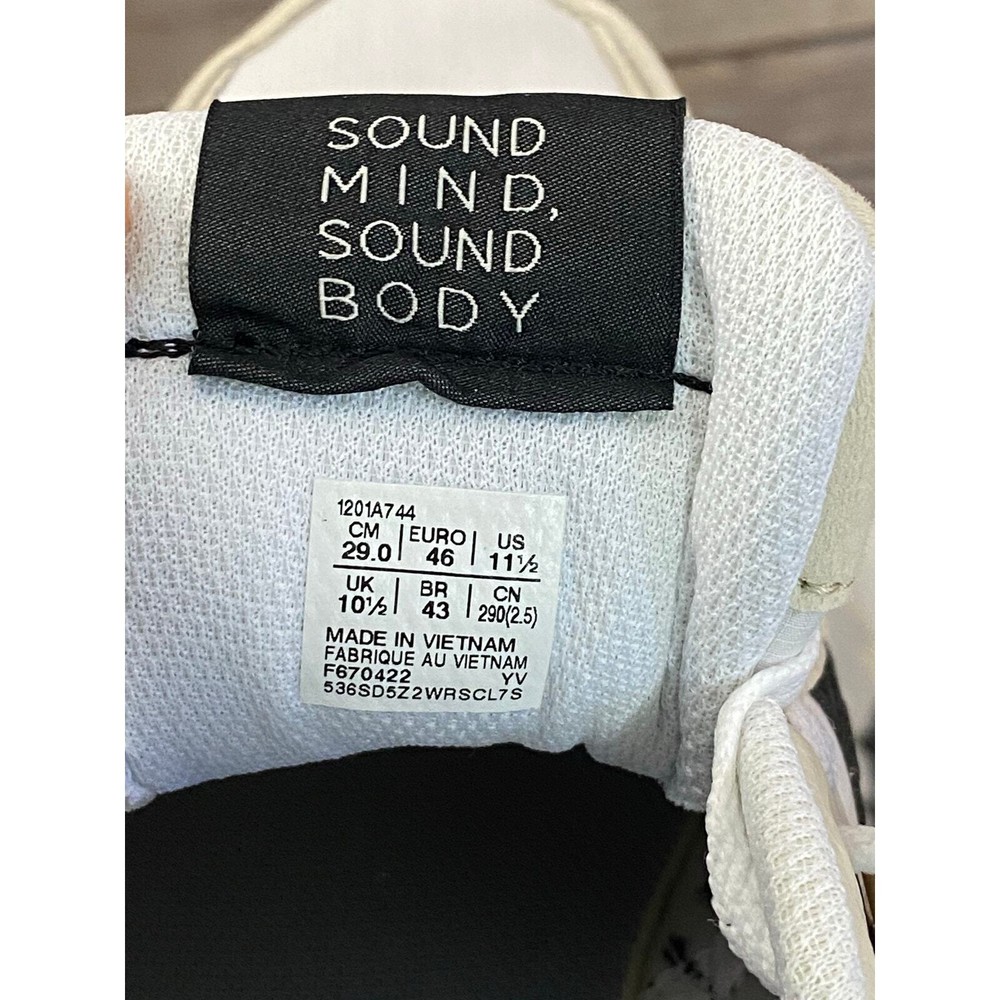 SOUND
MIND,
SOUND
BODY
1201A744
CM | EURO | US
29.0 | 46 | 11½
UK | BR | CN
10½ | 43 | 290(2.5)
MADE IN VIETNAM
FABRIQUE AU VIETNAM
F670422 YV
536SD5Z2WRSCL7S